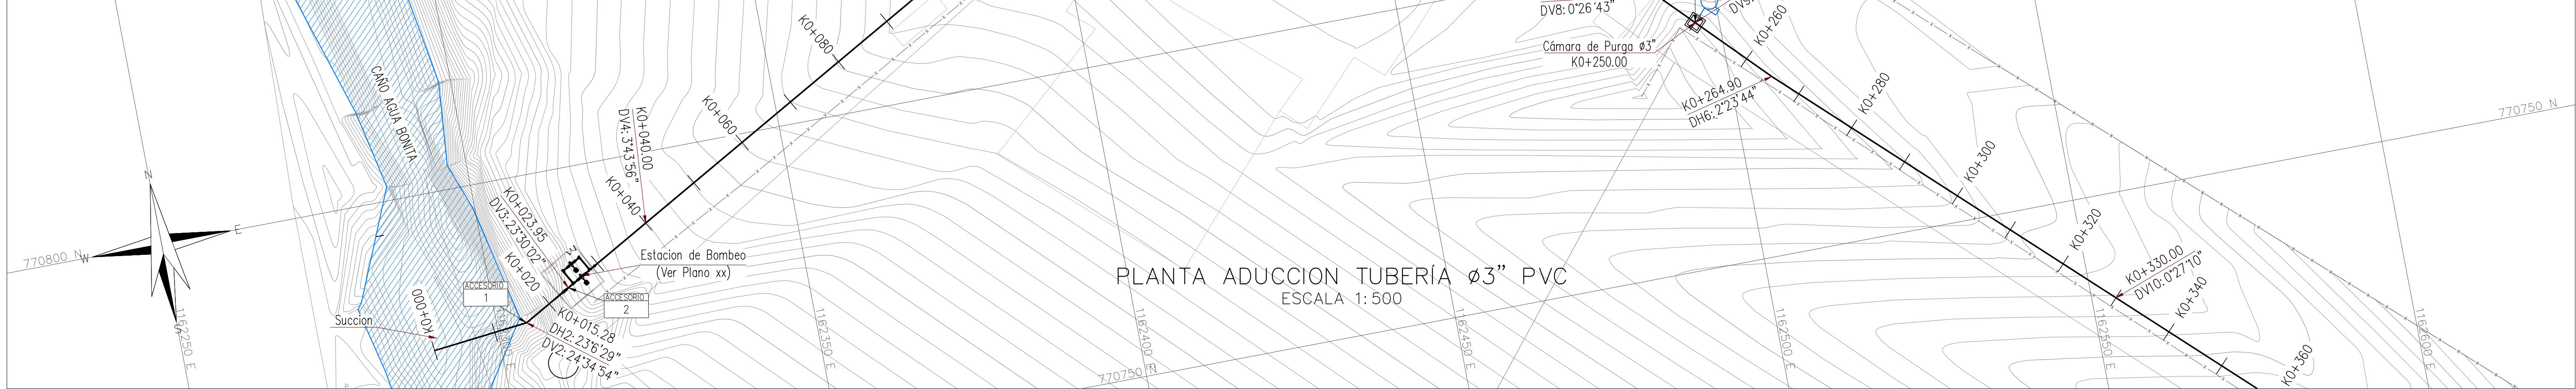 CAÑO AGUA BONITA
N
E
W
S
770800 N
1162250 E
Succion
K0+000
ACCESORIO
1
K0+020
K0+023.95
DV3:23°30'02"
K0+015.28
DH2:23°6'29"
DV2:24°34'54"
ACCESORIO
2
Estacion de Bombeo
(Ver Plano xx)
K0+040
K0+040.00
DV4:3°43'56"
K0+060
K0+080
1162350 E
PLANTA ADUCCION TUBERÍA ø3" PVC
ESCALA 1:500
770750 N
1162400 E
1162450 E
DV8:0°26'43"
Cámara de Purga ø3"
K0+250.00
K0+260
K0+264.90
DH6:2°23'44"
K0+280
K0+300
K0+320
K0+330.00
DV10:0°27'10"
K0+340
K0+360
1162500 E
1162550 E
1162600 E
770750 N